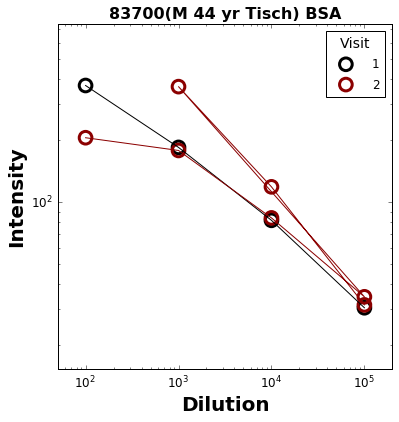 83700(M 44 yr Tisch) BSA
Visit
1
2
Intensity
10²
10² 10³ 10⁴ 10⁵
Dilution